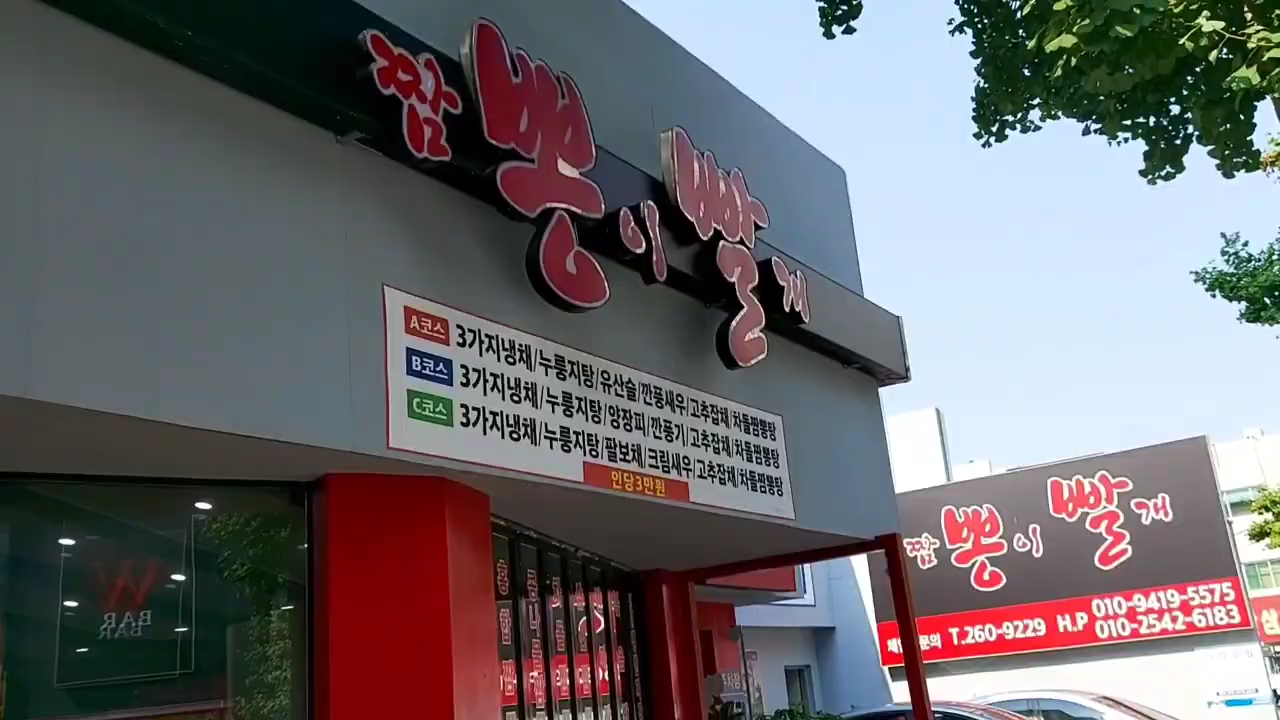 짬뽕이빨개
A코스 3가지냉채/누룽지탕/유산슬/깐풍새우/고추잡채/차돌짬뽕탕
B코스 3가지냉채/누룽지탕/양장피/깐풍기/고추잡채/차돌짬뽕탕
C코스 3가지냉채/누룽지탕/팔보채/크림새우/고추잡채/차돌짬뽕탕
인당3만원
짬뽕이빨개
T.260-9229 H.P 010-9419-5575
010-2542-6183
W
BAR
BAR